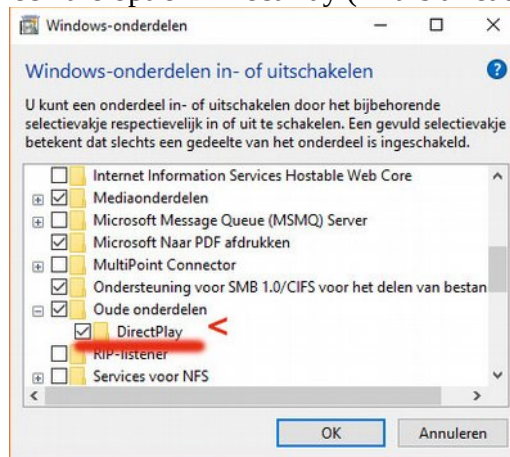 Windows-onderdelen
Windows-onderdelen in- of uitschakelen
U kunt een onderdeel in- of uitschakelen door het bijbehorende
selectievakje respectievelijk in of uit te schakelen. Een gevuld selectievakje
betekent dat slechts een gedeelte van het onderdeel is ingeschakeld.
Internet Information Services Hostable Web Core
Mediaonderdelen
Microsoft Message Queue (MSMQ) Server
Microsoft Naar PDF afdrukken
MultiPoint Connector
Ondersteuning voor SMB 1.0/CIFS voor het delen van bestan
Oude onderdelen
DirectPlay <
RIP-listener
Services voor NFS
OK Annuleren